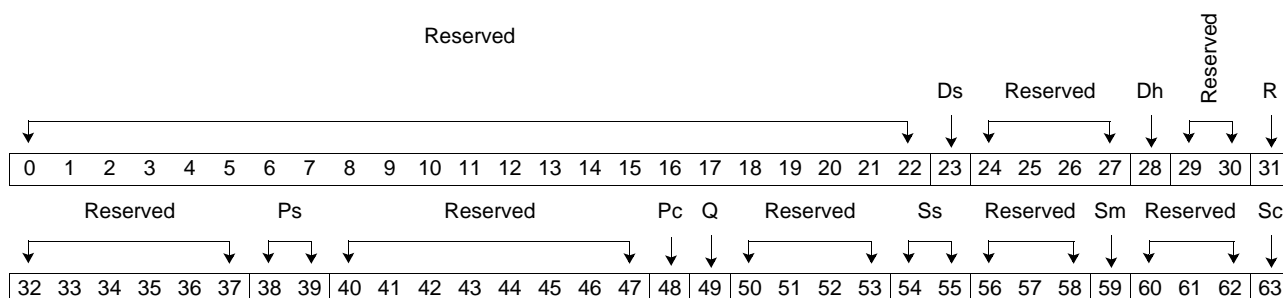 Reserved
Reserved
Ds Reserved Dh R
0 1 2 3 4 5 6 7 8 9 10 11 12 13 14 15 16 17 18 19 20 21 22 23 24 25 26 27 28 29 30 31
Reserved Ps Reserved Pc Q Reserved Ss Reserved Sm Reserved Sc
32 33 34 35 36 37 38 39 40 41 42 43 44 45 46 47 48 49 50 51 52 53 54 55 56 57 58 59 60 61 62 63